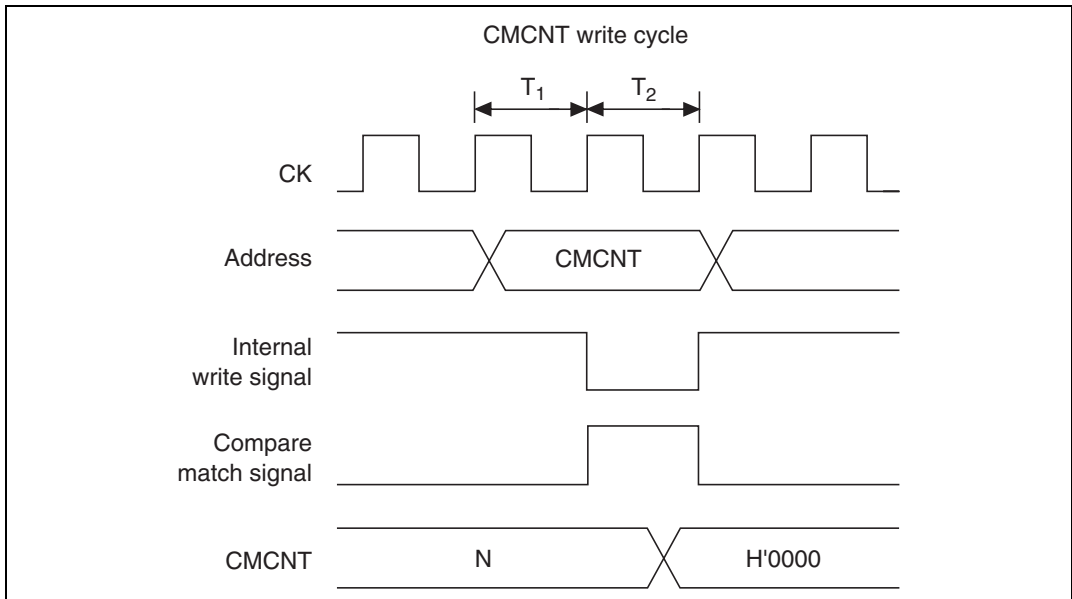 CMCNT write cycle
T1 T2
CK
Address CMCNT
Internal
write signal
Compare
match signal
CMCNT N H'0000